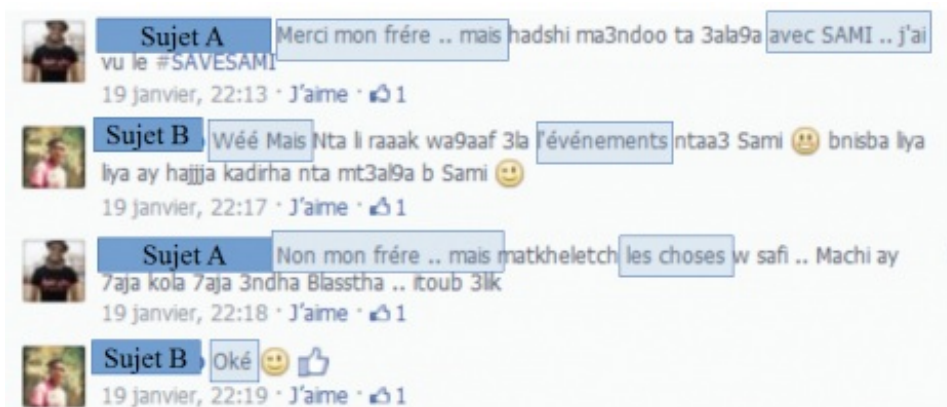 Sujet A Merci mon frére .. mais hadshi ma3ndoo ta 3ala9a avec SAMI .. j'ai
vu le #SAVESAMI
19 janvier, 22:13 · J'aime · 1
Sujet B Wéé Mais Nta li raaak wa9aaf 3la l'événements ntaa3 Sami bnisba liya
liya ay hajjja kadirha nta mt3al9a b Sami
19 janvier, 22:17 · J'aime · 1
Sujet A Non mon frére .. mais matkheletch les choses w safi .. Machi ay
7aja kola 7aja 3ndha Blasstha .. itoub 3lik
19 janvier, 22:18 · J'aime · 1
Sujet B Oké
19 janvier, 22:19 · J'aime · 1